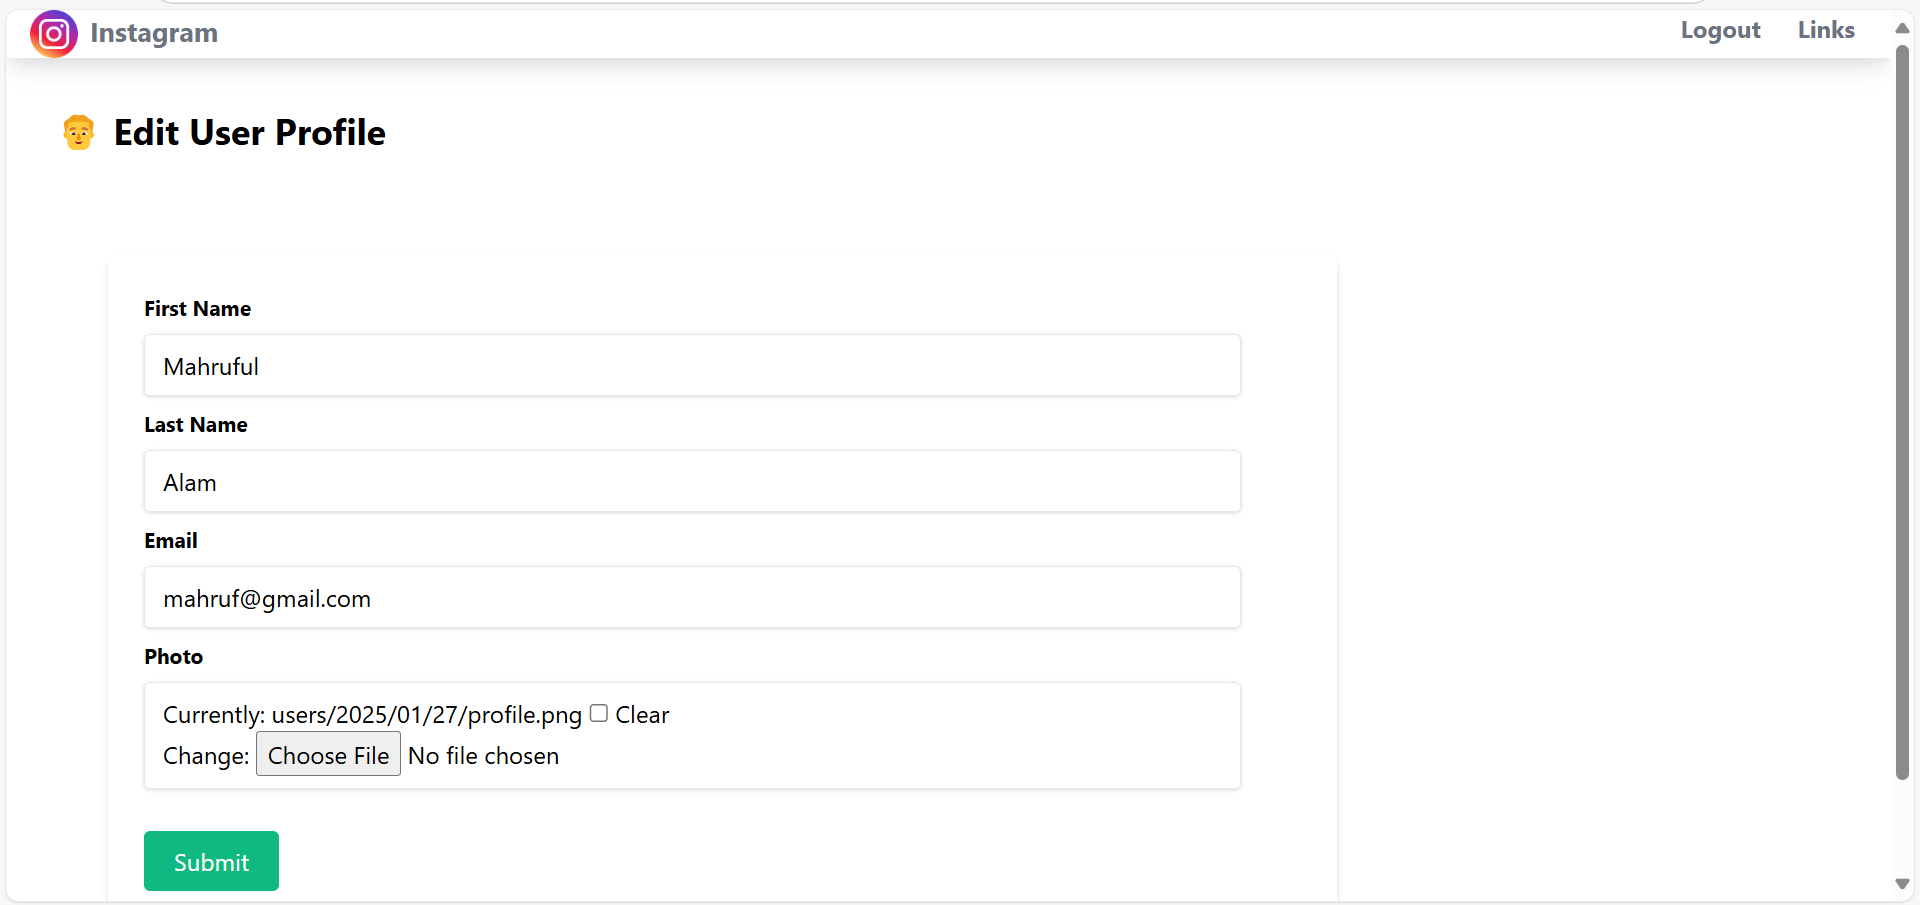 Instagram
Logout Links
Edit User Profile
First Name
Mahruful
Last Name
Alam
Email
mahruf@gmail.com
Photo
Currently: users/2025/01/27/profile.png Clear
Change: Choose File No file chosen
Submit